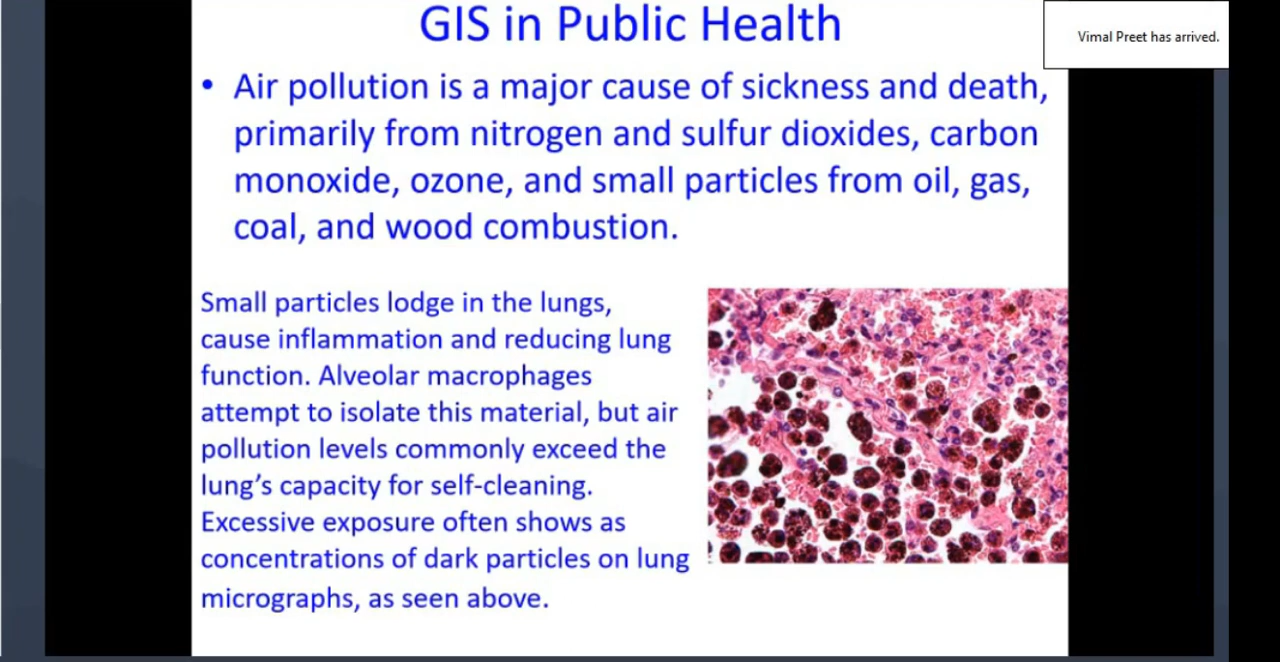 GIS in Public Health
Vimal Preet has arrived.
• Air pollution is a major cause of sickness and death,
primarily from nitrogen and sulfur dioxides, carbon
monoxide, ozone, and small particles from oil, gas,
coal, and wood combustion.
Small particles lodge in the lungs,
cause inflammation and reducing lung
function. Alveolar macrophages
attempt to isolate this material, but air
pollution levels commonly exceed the
lung’s capacity for self-cleaning.
Excessive exposure often shows as
concentrations of dark particles on lung
micrographs, as seen above.